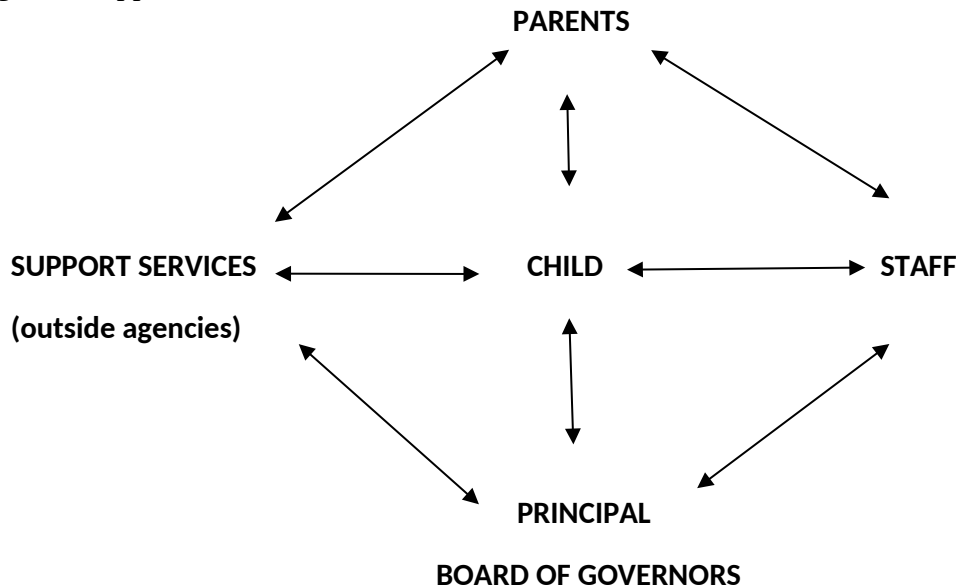 PARENTS
SUPPORT SERVICES CHILD STAFF
(outside agencies)
PRINCIPAL
BOARD OF GOVERNORS